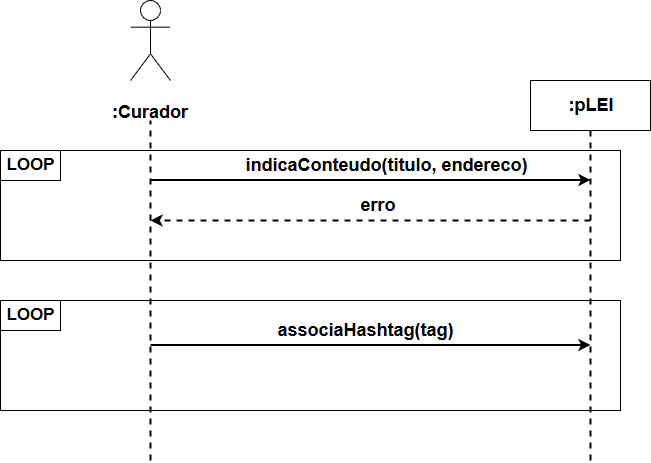 :Curador
:pLEI
LOOP
indicaConteudo(titulo, endereco)
erro
LOOP
associaHashtag(tag)